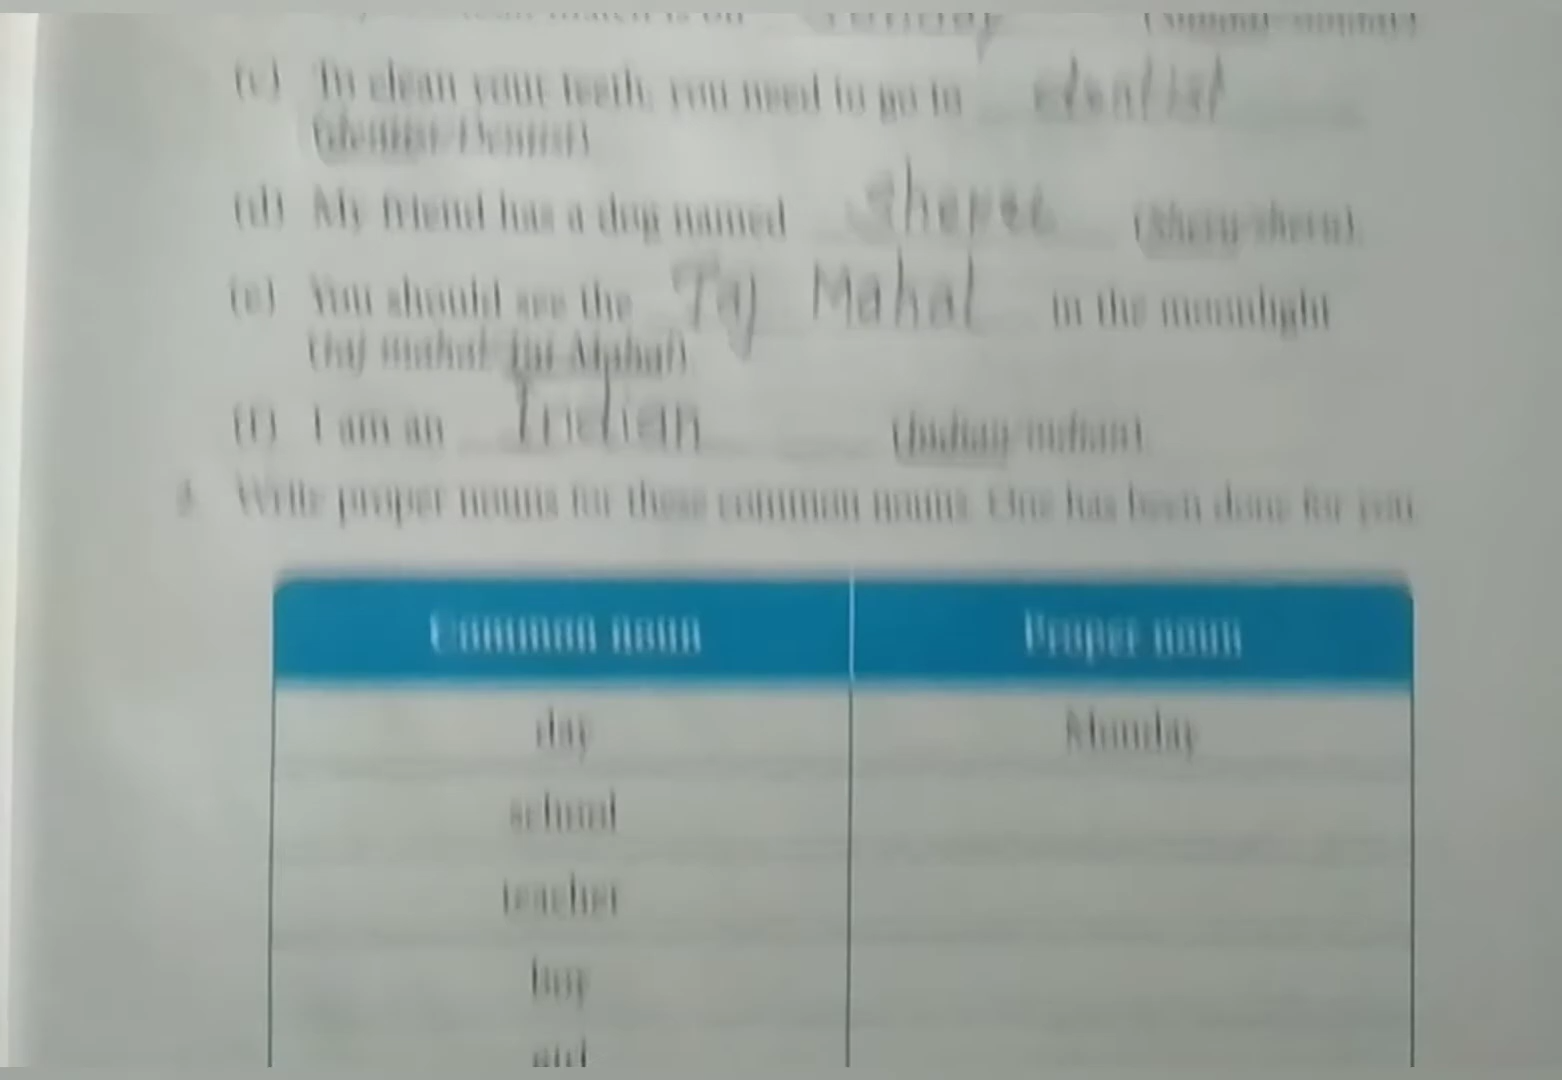 (c) To clean your teeth, you need to go to dentist
(dentist/Dentist)
(d) My friend has a dog named (Sheru/sheru).
(e) You should see the Taj Mahal in the moonlight
(taj mahal/Taj Mahal)
(f) I am an Indian (Indian/indian).
Write proper nouns for these common nouns. One has been done for you.
Common noun Proper noun
day Monday
school
teacher
boy
girl